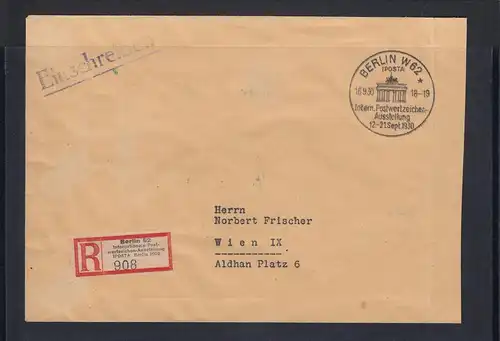 Einschreiben
BERLIN W62 *
IPOSTA
16.9.30 18-19
Intern. Postwertzeichen-
Ausstellung
12.-21. Sept. 1930
Herrn
Norbert Frischer
Wien IX
Aldhan Platz 6
Berlin 62
Internationale Post-
wertzeichen-Ausstellung
IPOSTA Berlin 1930
R
908